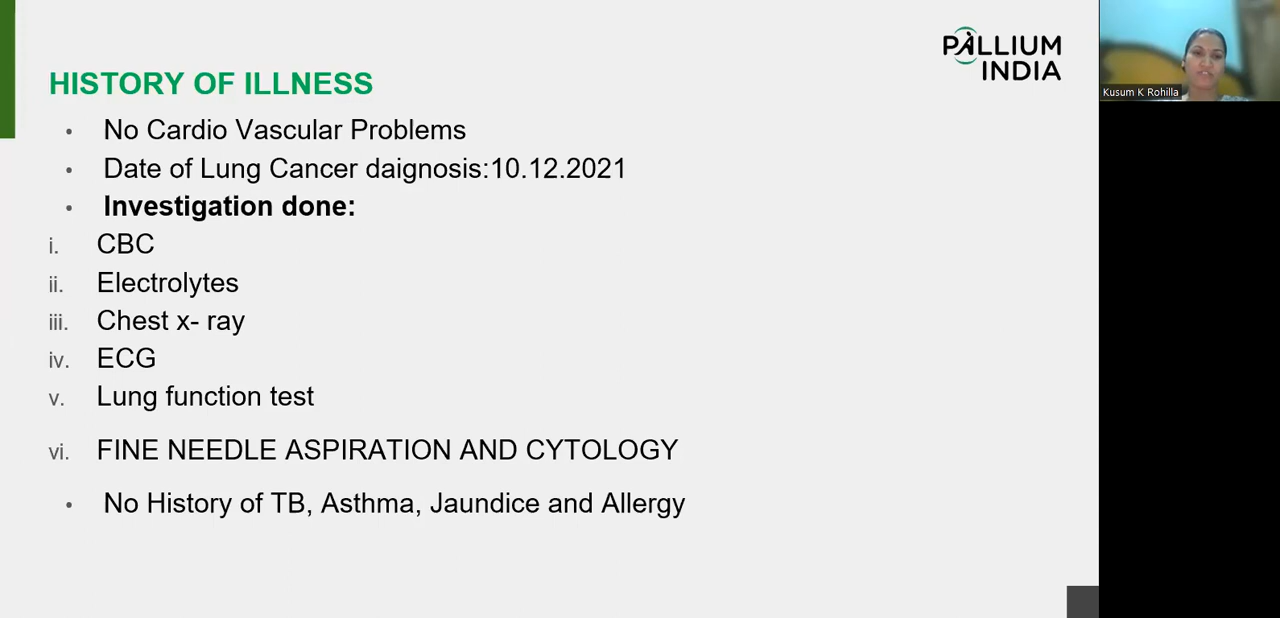 PALLIUM
INDIA
HISTORY OF ILLNESS
• No Cardio Vascular Problems
• Date of Lung Cancer daignosis:10.12.2021
• Investigation done:
i. CBC
ii. Electrolytes
iii. Chest x- ray
iv. ECG
v. Lung function test
vi. FINE NEEDLE ASPIRATION AND CYTOLOGY
• No History of TB, Asthma, Jaundice and Allergy
Kusum K Rohilla